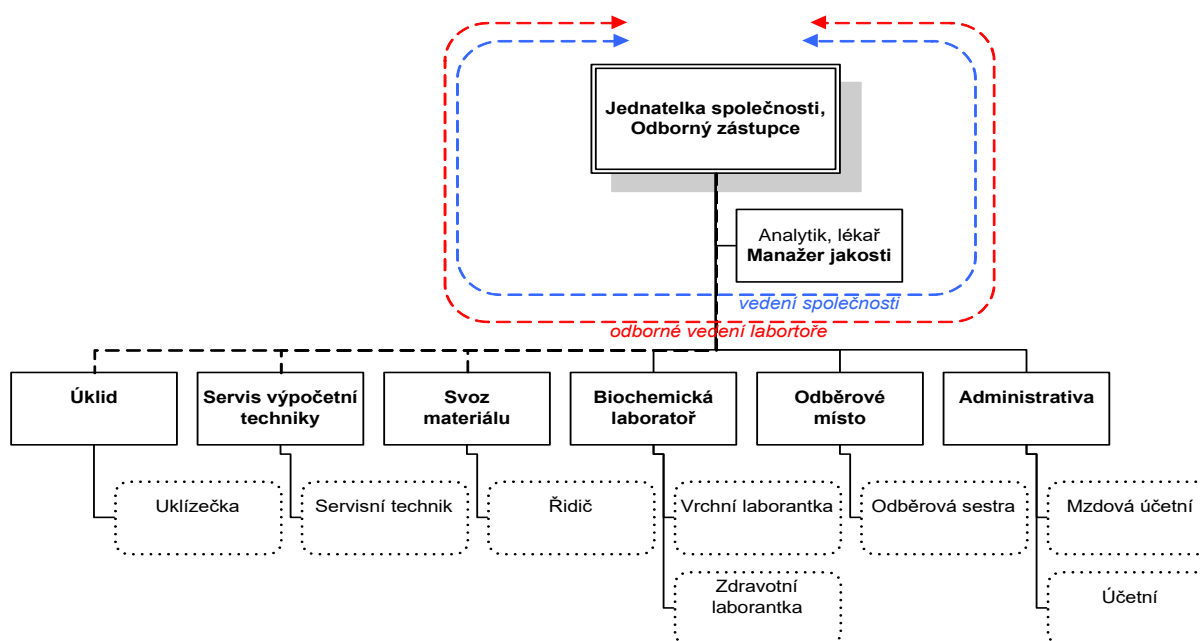 Jednatelka společnosti,
Odborný zástupce
Analytik, lékař
Manažer jakosti
vedení společnosti
odborné vedení labortoře
Úklid
Servis výpočetní
techniky
Svoz
materiálu
Biochemická
laboratoř
Odběrové
místo
Administrativa
Uklízečka
Servisní technik
Řidič
Vrchní laborantka
Odběrová sestra
Mzdová účetní
Zdravotní
laborantka
Účetní